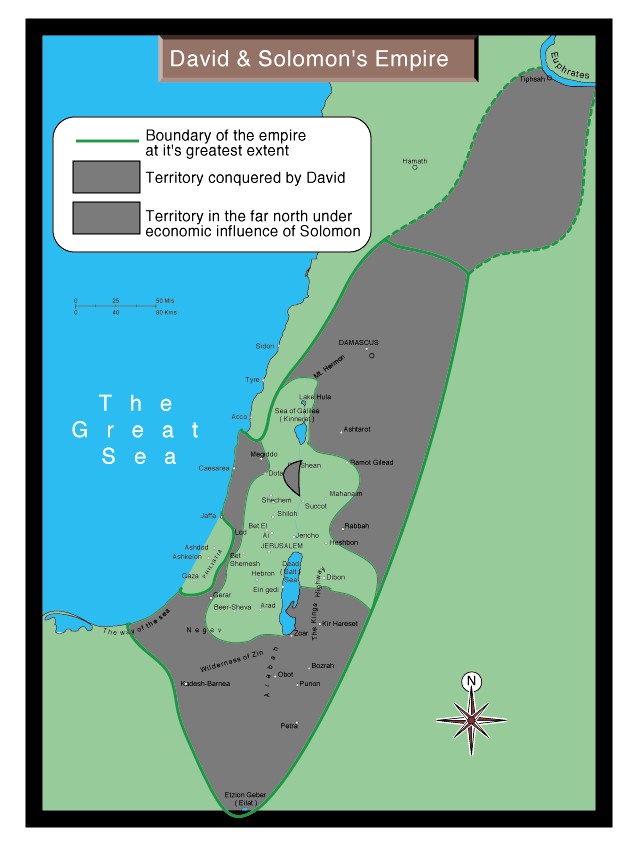 David & Solomon's Empire
Euphrates
Tiphsah
Boundary of the empire
at it's greatest extent
Territory conquered by David
Territory in the far north under
economic influence of Solomon
Hamath
0 25 50 Mls
0 40 80 Kms
Sidon
DAMASCUS
Mt. Hermon
Tyre
Lake Hula
The
Great
Sea
Sea of Galilee
( Kinneret )
Acco
Ashtarot
Megiddo
Shean
Ramot Gilead
Caesarea
Dota
Mahanaim
Shechem
Succot
Shiloh
Jaffa
Bet El
Rabbah
Lod
Ai
Jericho
Heshbon
JERUSALEM
Ashdod
Ashkelon
PHILISTIA
Bet
Shemesh
Dead
( Salt )
Sea
Hebron
Dibon
Gaza
Ein gedi
The Kings Highway
Gerar
Beer-Sheva
Arad
The way of the sea
Kir Hareset
Negev
Zoar
Wilderness of Zin
Arabah
Bozrah
Obot
Kadesh-Barnea
Punon
N
Petra
Etzion Geber
( Eilat )